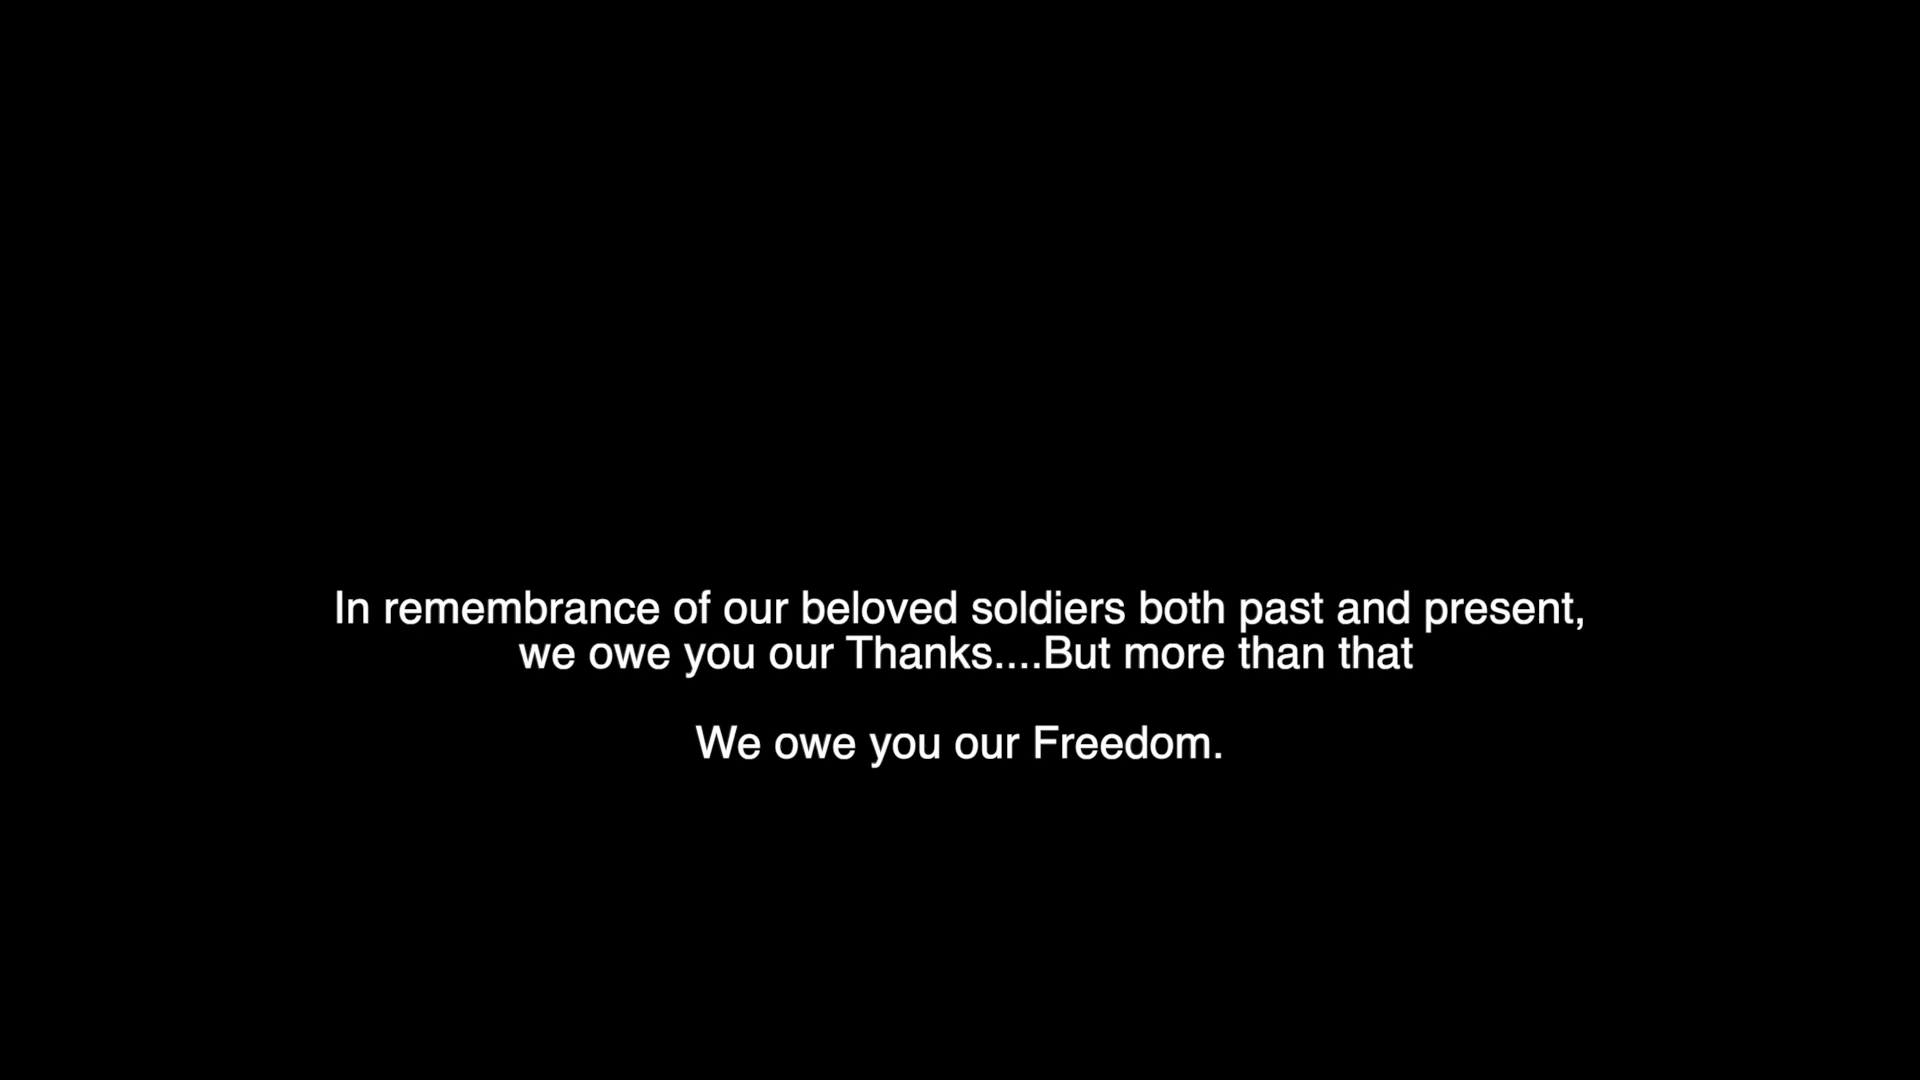 In remembrance of our beloved soldiers both past and present,
we owe you our Thanks....But more than that
We owe you our Freedom.